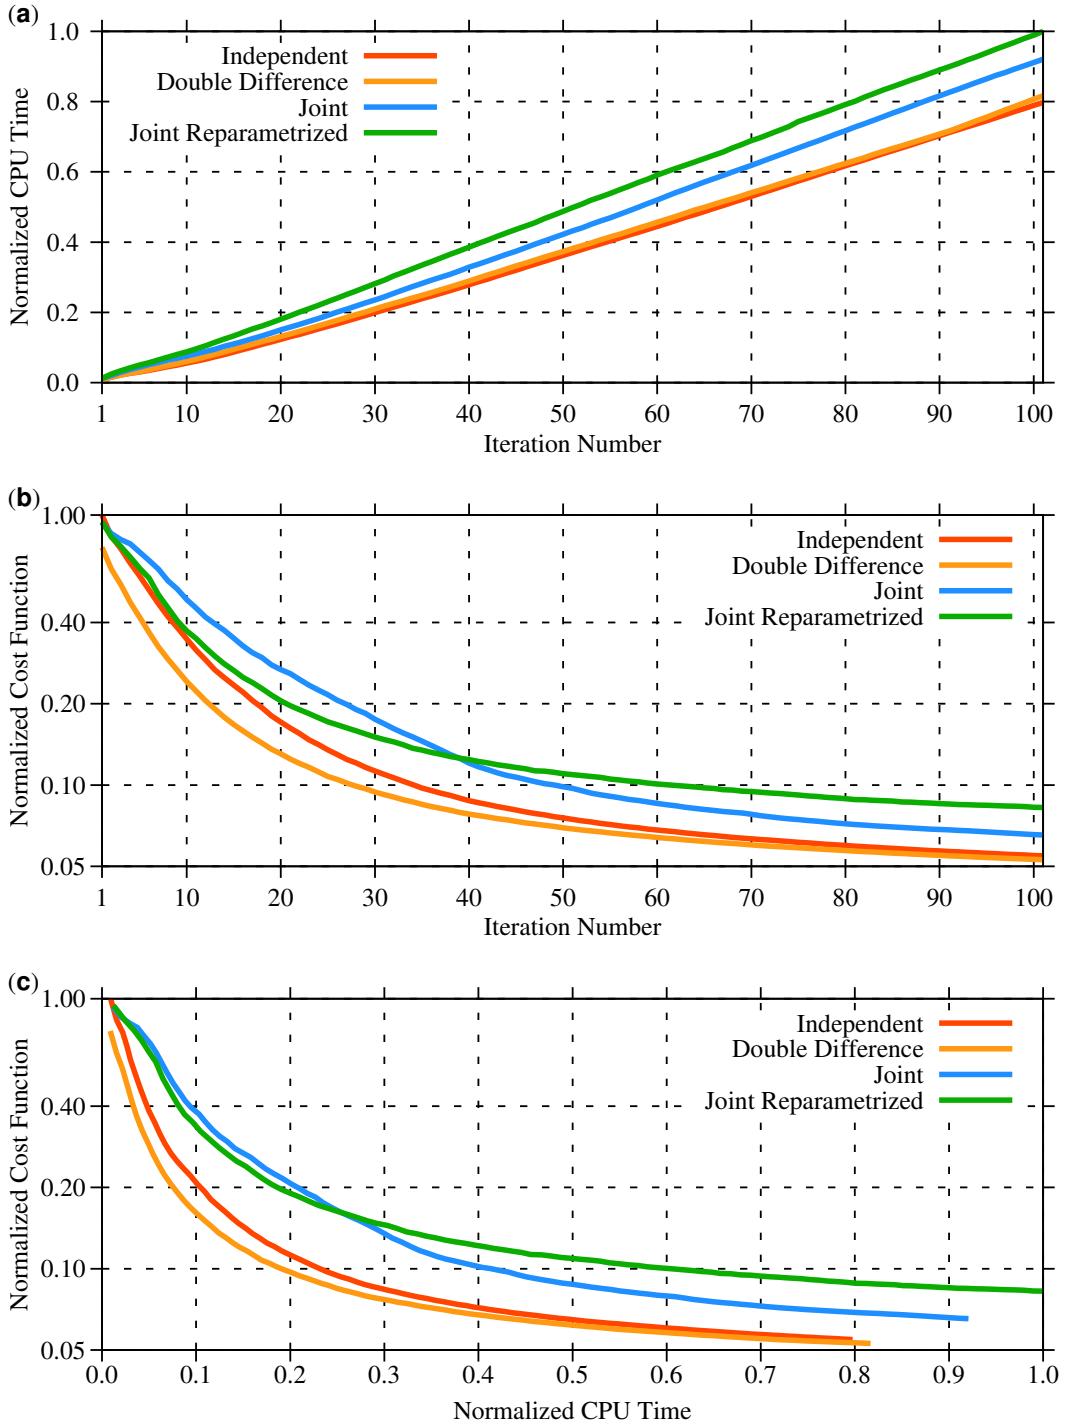 (a)
Normalized CPU Time
1.0
0.8
0.6
0.4
0.2
0.0
Independent
Double Difference
Joint
Joint Reparametrized
1 10 20 30 40 50 60 70 80 90 100
Iteration Number
(b)
Normalized Cost Function
1.00
0.40
0.20
0.10
0.05
Independent
Double Difference
Joint
Joint Reparametrized
1 10 20 30 40 50 60 70 80 90 100
Iteration Number
(c)
Normalized Cost Function
1.00
0.40
0.20
0.10
0.05
Independent
Double Difference
Joint
Joint Reparametrized
0.0 0.1 0.2 0.3 0.4 0.5 0.6 0.7 0.8 0.9 1.0
Normalized CPU Time